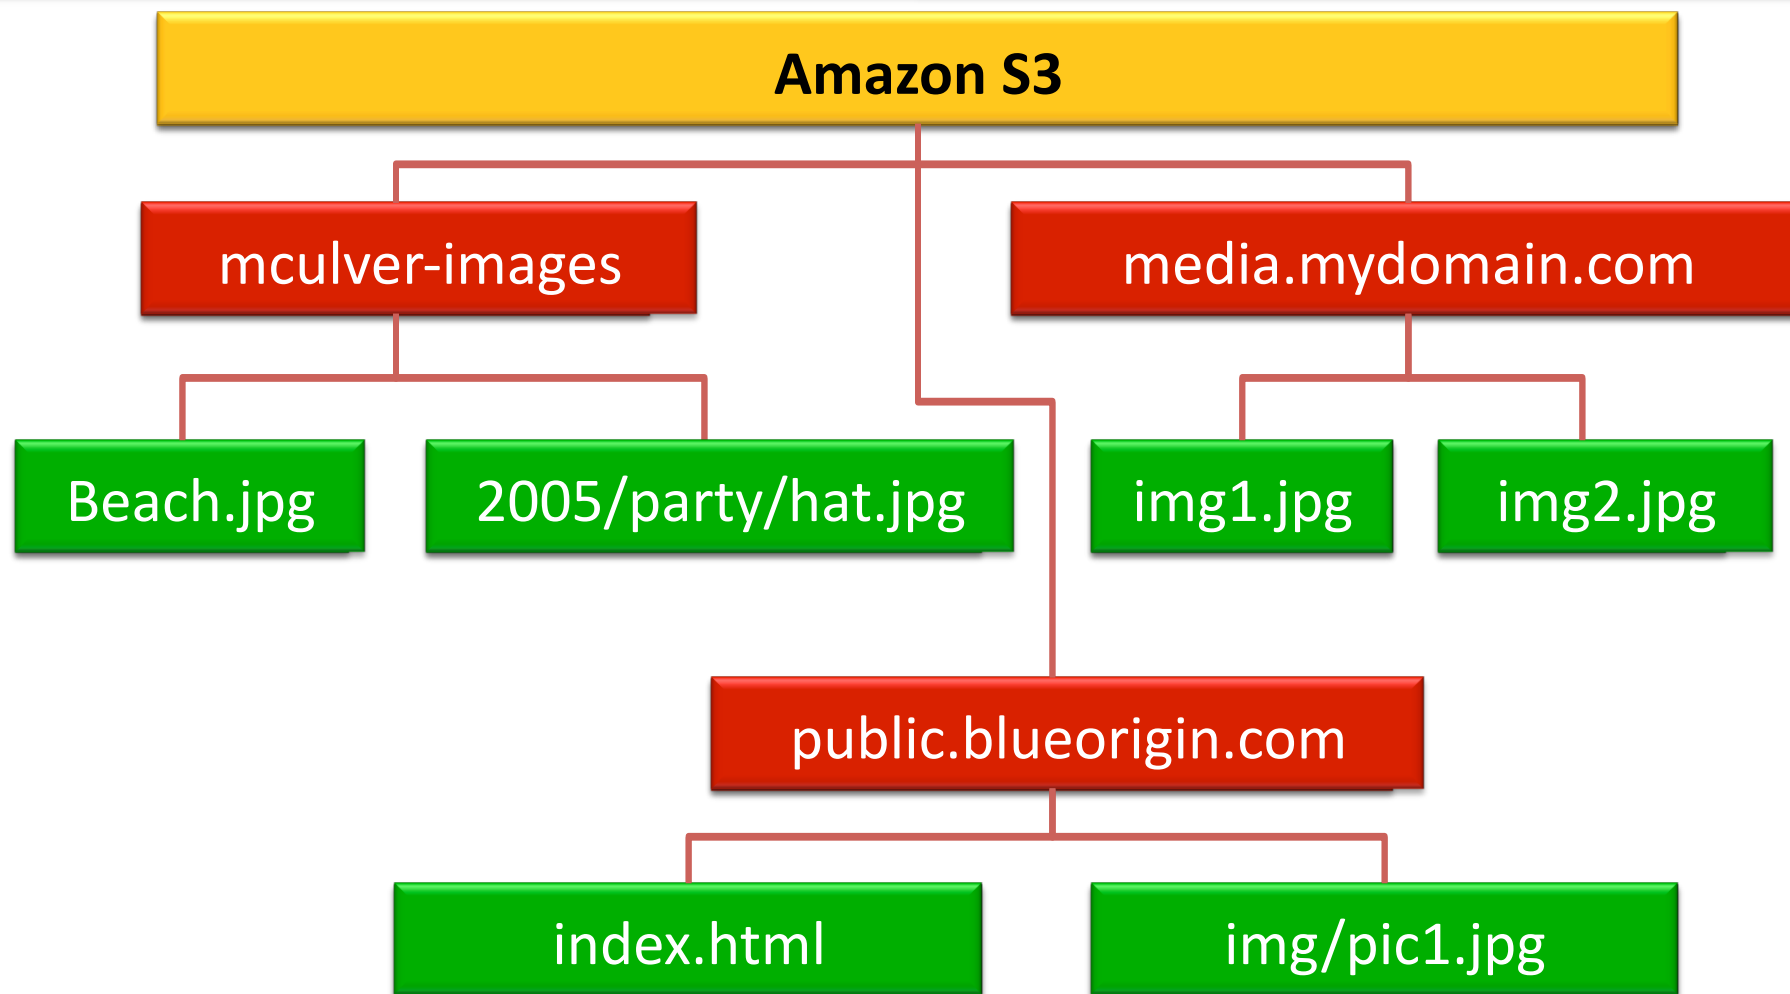 Amazon S3
mculver-images
media.mydomain.com
Beach.jpg
2005/party/hat.jpg
img1.jpg
img2.jpg
public.blueorigin.com
index.html
img/pic1.jpg